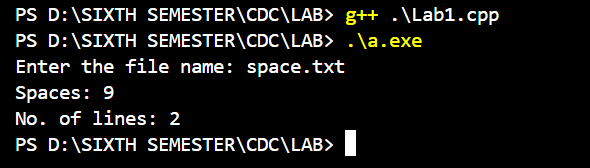 PS D:\SIXTH SEMESTER\CDC\LAB> g++ .\Lab1.cpp
PS D:\SIXTH SEMESTER\CDC\LAB> .\a.exe
Enter the file name: space.txt
Spaces: 9
No. of lines: 2
PS D:\SIXTH SEMESTER\CDC\LAB>